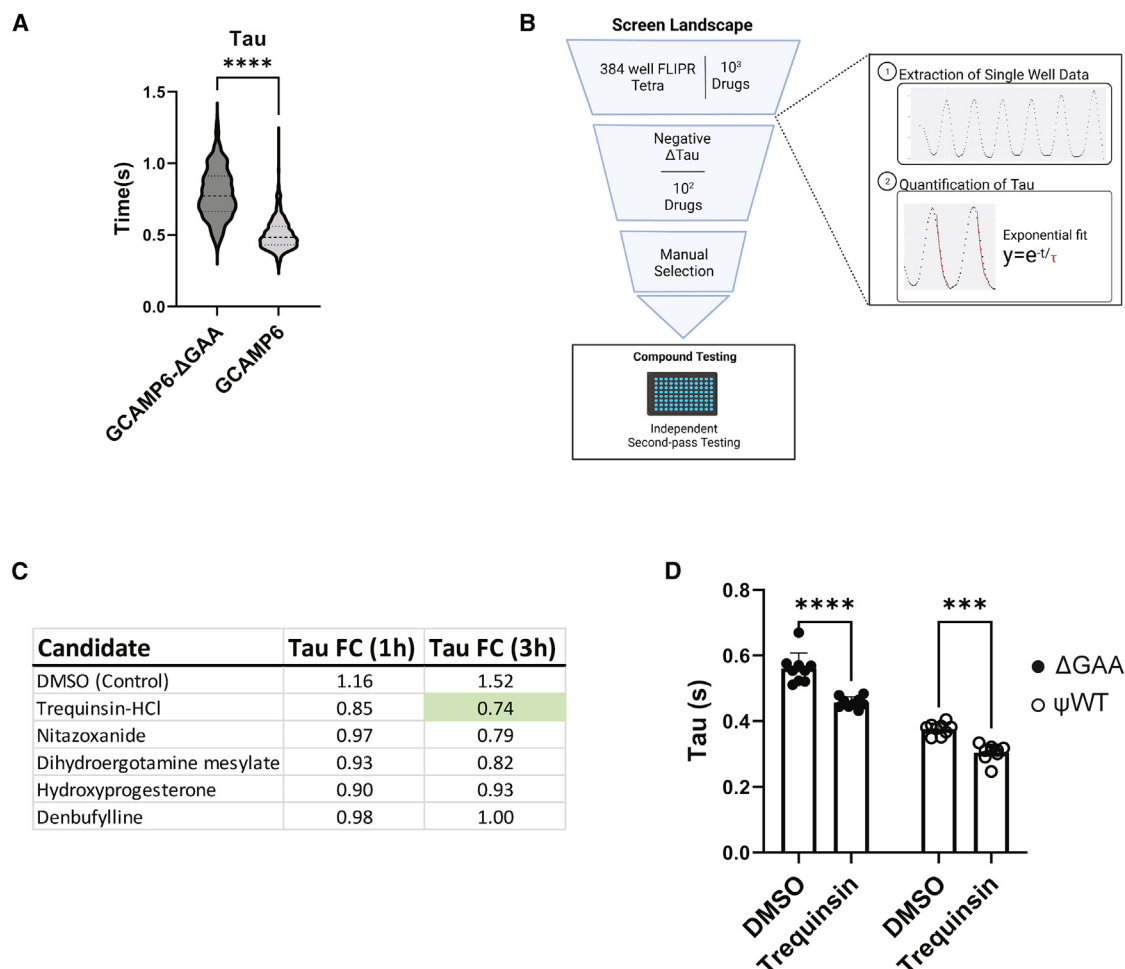 A
Tau
****
1.5
1.0
0.5
0.0
Time(s)
GCAMP6-ΔGAA
GCAMP6
B
Screen Landscape
384 well FLIPR
Tetra
10³
Drugs
Negative
ΔTau
10²
Drugs
Manual
Selection
Compound Testing
Independent
Second-pass Testing
1 Extraction of Single Well Data
2 Quantification of Tau
Exponential fit
y=e-t/τ
C
Candidate Tau FC (1h) Tau FC (3h)
DMSO (Control) 1.16 1.52
Trequinsin-HCl 0.85 0.74
Nitazoxanide 0.97 0.79
Dihydroergotamine mesylate 0.93 0.82
Hydroxyprogesterone 0.90 0.93
Denbufylline 0.98 1.00
D
0.8
0.6
0.4
0.2
0.0
Tau (s)
****
***
ΔGAA
ψWT
DMSO
Trequinsin
DMSO
Trequinsin